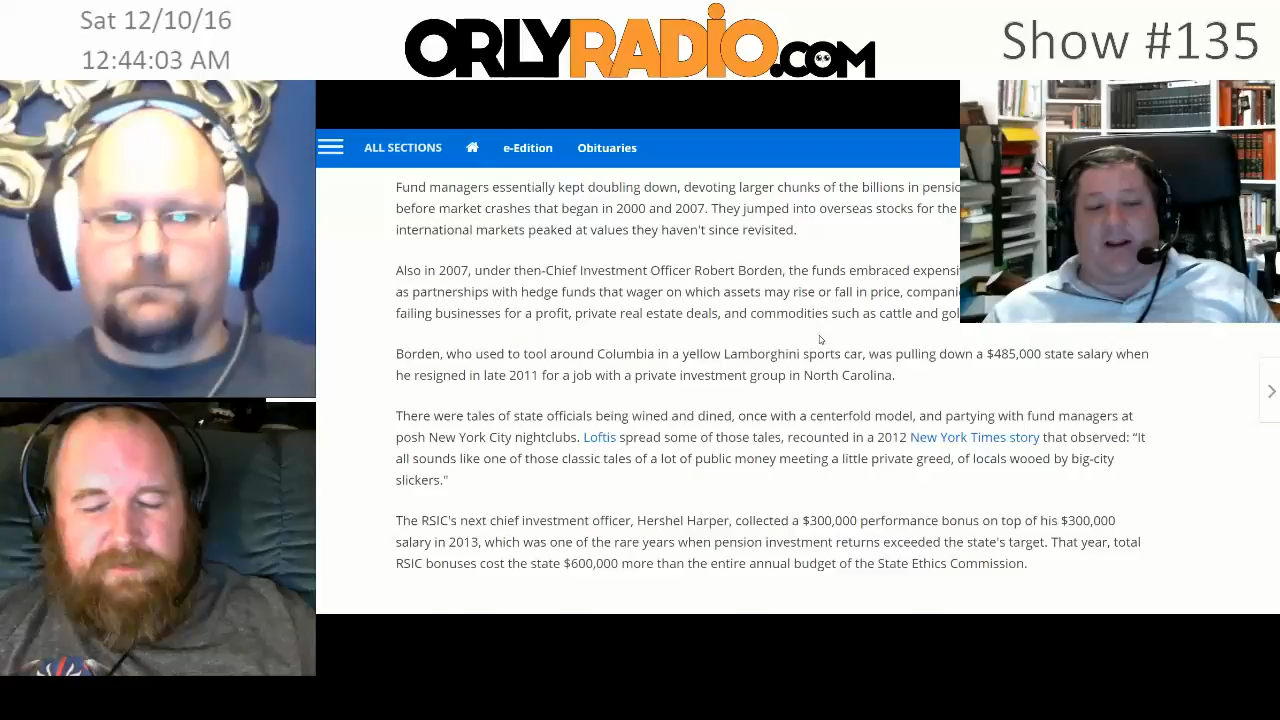 Sat 12/10/16
12:44:03 AM
ORLYRADiO.COM
Show #135
ALL SECTIONS e-Edition Obituaries
Fund managers essentially kept doubling down, devoting larger chunks of the billions in
before market crashes that began in 2000 and 2007. They jumped into overseas stocks for the
international markets peaked at values they haven't since revisited.
Also in 2007, under then-Chief Investment Officer Robert Borden, the funds embraced
as partnerships with hedge funds that wager on which assets may rise or fall in price,
failing businesses for a profit, private real estate deals, and commodities such as cattle and
Borden, who used to tool around Columbia in a yellow Lamborghini sports car, was pulling down a $485,000 state salary when
he resigned in late 2011 for a job with a private investment group in North Carolina.
There were tales of state officials being wined and dined, once with a centerfold model, and partying with fund managers at
posh New York City nightclubs. Loftis spread some of those tales, recounted in a 2012 New York Times story that observed: “It
all sounds like one of those classic tales of a lot of public money meeting a little private greed, of locals wooed by big-city
slickers."
The RSIC's next chief investment officer, Hershel Harper, collected a $300,000 performance bonus on top of his $300,000
salary in 2013, which was one of the rare years when pension investment returns exceeded the state's target. That year, total
RSIC bonuses cost the state $600,000 more than the entire annual budget of the State Ethics Commission.